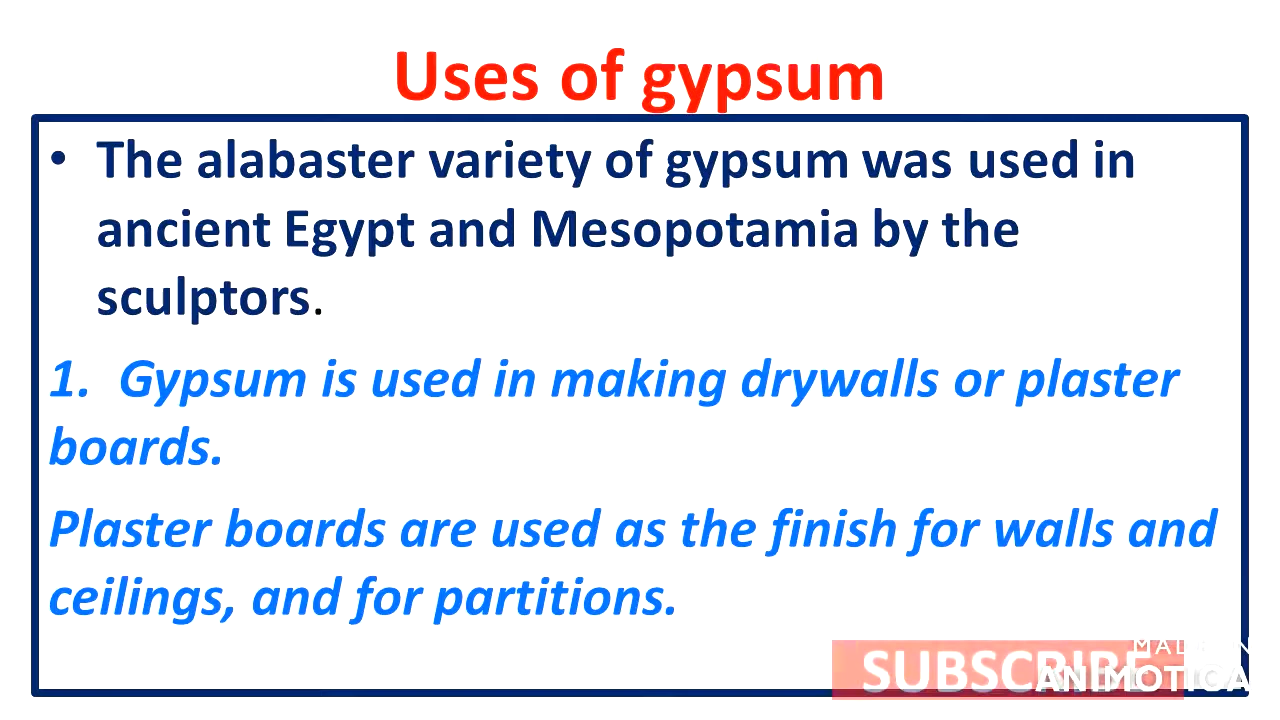 Uses of gypsum
• The alabaster variety of gypsum was used in
ancient Egypt and Mesopotamia by the
sculptors.
1. Gypsum is used in making drywalls or plaster
boards.
Plaster boards are used as the finish for walls and
ceilings, and for partitions.
SUBSCRIBE
ANIMOTICA